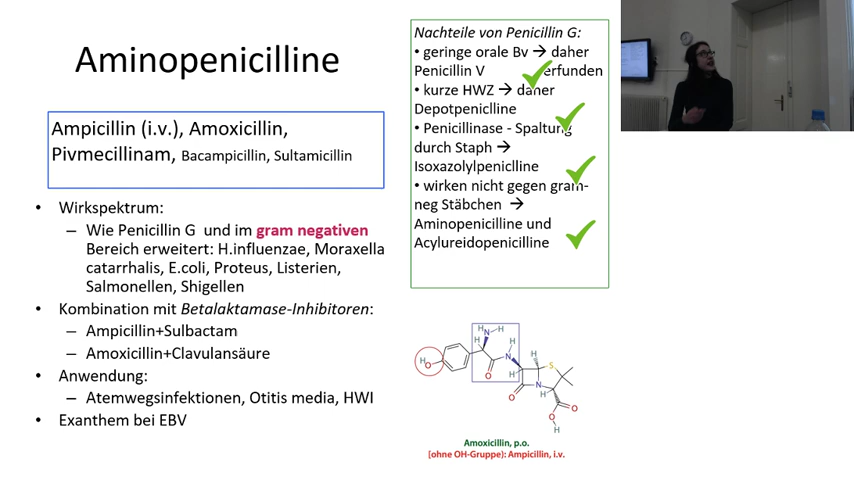 Aminopenicilline
Ampicillin (i.v.), Amoxicillin,
Pivmecillinam, Bacampicillin, Sultamicillin
• Wirkspektrum:
– Wie Penicillin G und im gram negativen
Bereich erweitert: H.influenzae, Moraxella
catarrhalis, E.coli, Proteus, Listerien,
Salmonellen, Shigellen
• Kombination mit Betalaktamase-Inhibitoren:
– Ampicillin+Sulbactam
– Amoxicillin+Clavulansäure
• Anwendung:
– Atemwegsinfektionen, Otitis media, HWI
• Exanthem bei EBV
Nachteile von Penicillin G:
• geringe orale Bv → daher
Penicillin V erfunden
• kurze HWZ → daher
Depotpenicline
• Penicillinase - Spaltung
durch Staph →
Isoxazolylpeniclline
• wirken nicht gegen gram-
neg Stäbchen →
Aminopenicilline und
Acylureidopenicilline
H N H
H H H
HO N H S
O H N
O H O
O
H
Amoxicillin, p.o.
[ohne OH-Gruppe): Ampicillin, i.v.